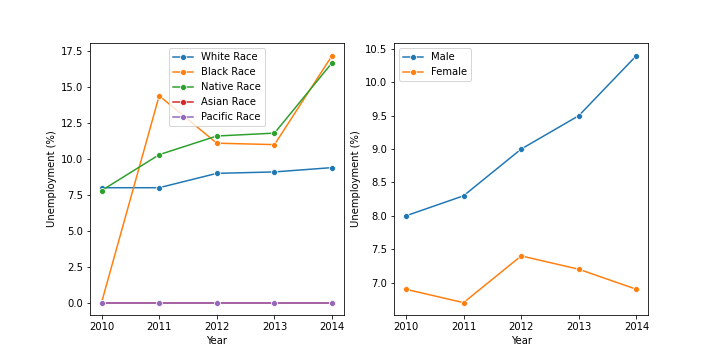 17.5
15.0
12.5
10.0
7.5
5.0
2.5
0.0
Unemployment (%)
White Race
Black Race
Native Race
Asian Race
Pacific Race
2010 2011 2012 2013 2014
Year
10.5
10.0
9.5
9.0
8.5
8.0
7.5
7.0
Unemployment (%)
Male
Female
2010 2011 2012 2013 2014
Year